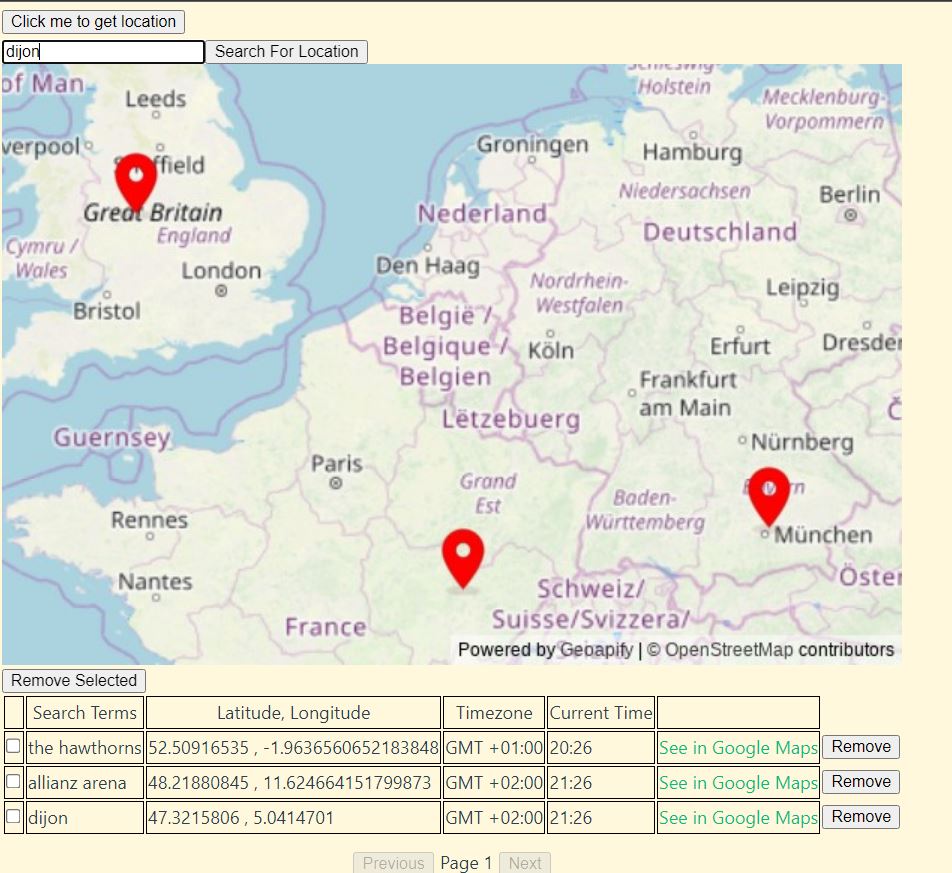 Click me to get location
dijon Search For Location
of Man
Leeds
Holstein
Mecklenburg-
Vorpommern
verpool
Groningen
Hamburg
Niedersachsen
Berlin
Great Britain
Nederland
England
Deutschland
Cymru /
Wales
London
Den Haag
Nordrhein-
Westfalen
Leipzig
Bristol
België /
Belgique /
Belgien
Köln
Erfurt
Dresden
Frankfurt
am Main
Lëtzebuerg
Guernsey
Nürnberg
Paris
Grand
Est
Baden-
Württemberg
Rennes
München
Nantes
Schweiz/
Suisse/Svizzera/
Öster
France
Powered by Geoapify | © OpenStreetMap contributors
Remove Selected
Search Terms Latitude, Longitude Timezone Current Time
the hawthorns 52.50916535 , -1.9636560652183848 GMT +01:00 20:26 See in Google Maps Remove
allianz arena 48.21880845 , 11.624664151799873 GMT +02:00 21:26 See in Google Maps Remove
dijon 47.3215806 , 5.0414701 GMT +02:00 21:26 See in Google Maps Remove
Previous Page 1 Next